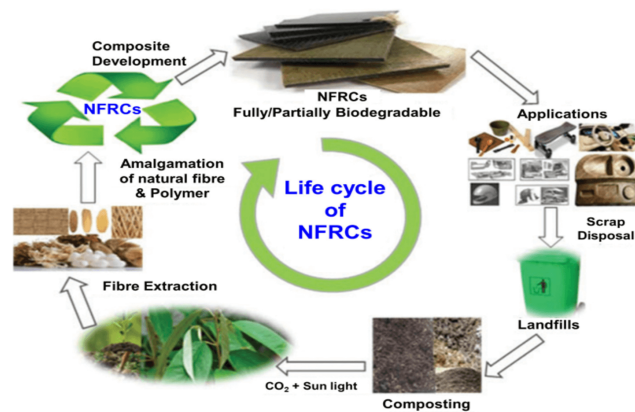 Composite
Development
NFRCs
NFRCs
Fully/Partially Biodegradable
Applications
Amalgamation
of natural fibre
& Polymer
Life cycle
of
NFRCs
Scrap
Disposal
Fibre Extraction
Landfills
CO₂ + Sun light
Composting